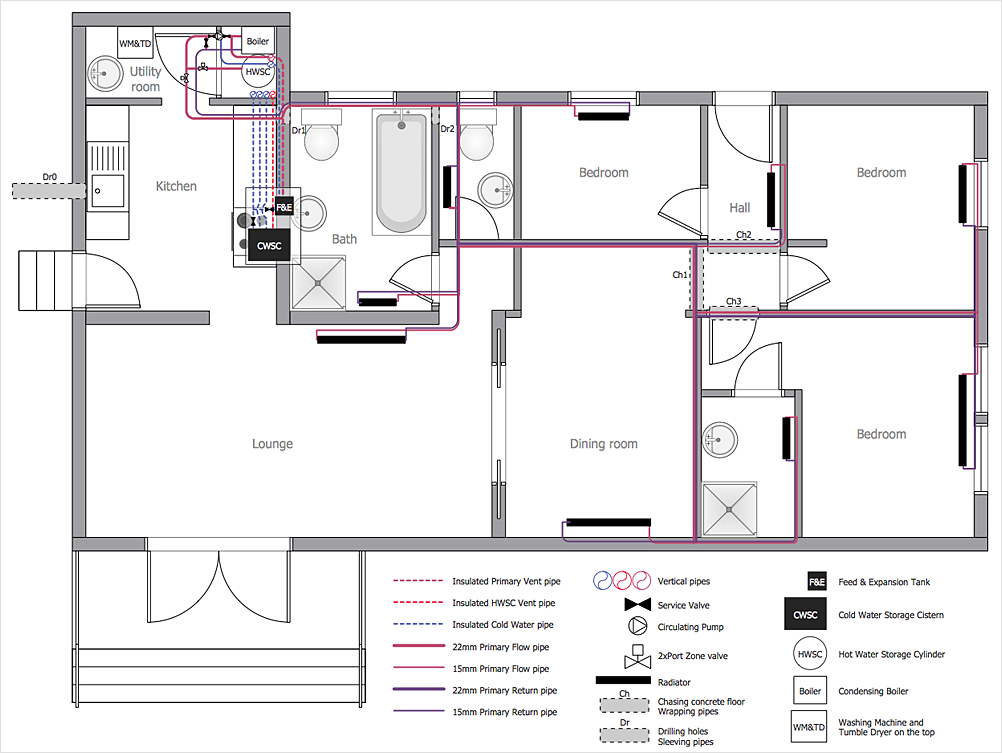 WM&TD
Boiler
HWSC
Utility
room
Dr1
Dr2
Dr0
Kitchen
Bedroom
Bedroom
F&E
Hall
Bath
CWSC
Ch2
Ch1
Ch3
Lounge
Dining room
Bedroom
Insulated Primary Vent pipe
Insulated HWSC Vent pipe
Insulated Cold Water pipe
22mm Primary Flow pipe
15mm Primary Flow pipe
22mm Primary Return pipe
15mm Primary Return pipe
Vertical pipes
Service Valve
Circulating Pump
2xPort Zone valve
Radiator
Ch
Chasing concrete floor
Wrapping pipes
Dr
Drilling holes
Sleeving pipes
F&E
Feed & Expansion Tank
CWSC
Cold Water Storage Cistern
HWSC
Hot Water Storage Cylinder
Boiler
Condensing Boiler
WM&TD
Washing Machine and
Tumble Dryer on the top